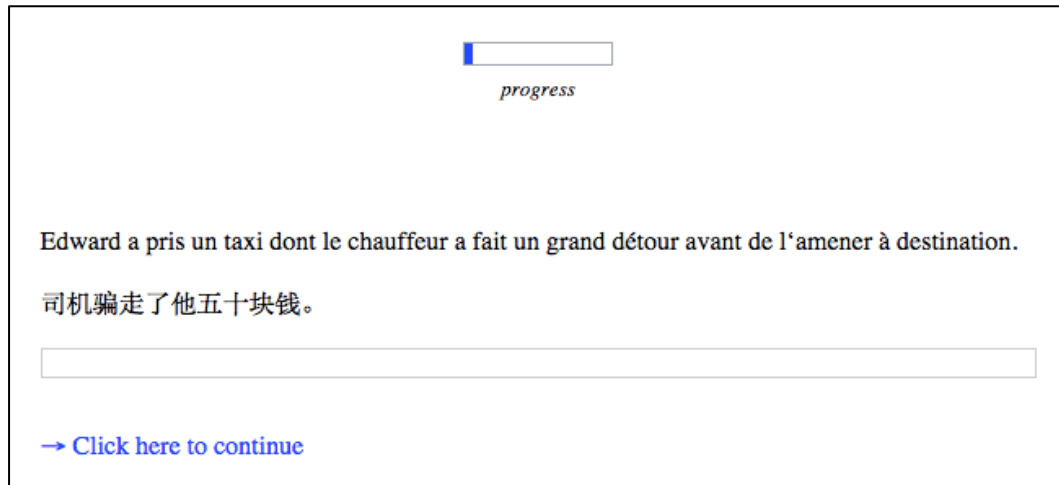 progress
Edward a pris un taxi dont le chauffeur a fait un grand détour avant de l‘amener à destination.
司机骗走了他五十块钱。
→ Click here to continue